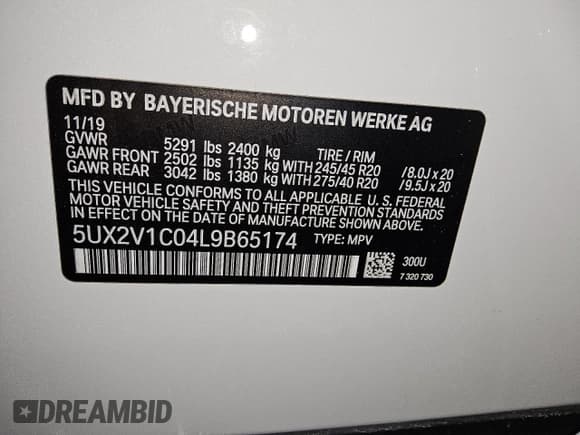 MFD BY BAYERISCHE MOTOREN WERKE AG
11/19
GVWR 5291 lbs 2400 kg TIRE / RIM
GAWR FRONT 2502 lbs 1135 kg WITH 245/45 R20 /8.0J x 20
GAWR REAR 3042 lbs 1380 kg WITH 275/40 R20 /9.5J x 20
THIS VEHICLE CONFORMS TO ALL APPLICABLE U. S. FEDERAL
MOTOR VEHICLE SAFETY AND THEFT PREVENTION STANDARDS
IN EFFECT ON THE DATE OF MANUFACTURE SHOWN ABOVE.
5UX2V1C04L9B65174 TYPE: MPV
300U
7 320 730
DREAMBID